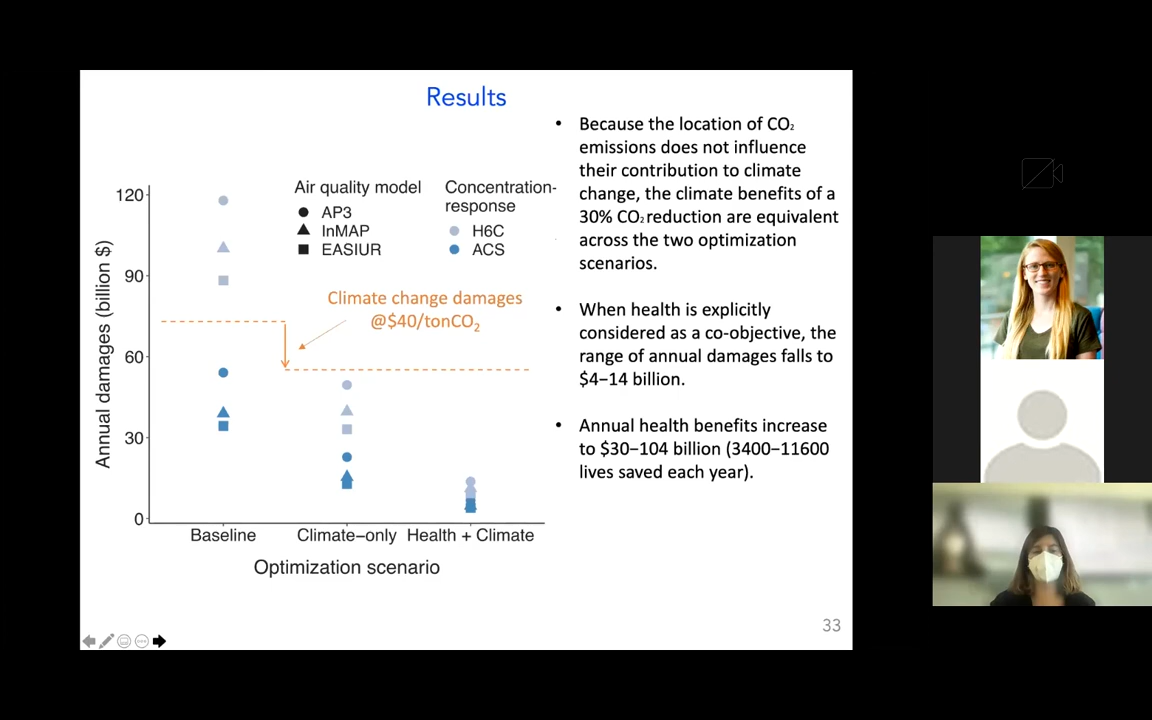 Results
120
90
60
30
0
Annual damages (billion $)
Air quality model
AP3
InMAP
EASIUR
Concentration-
response
H6C
ACS
Climate change damages
@$40/tonCO₂
Baseline
Climate−only
Health + Climate
Optimization scenario
• Because the location of CO₂
emissions does not influence
their contribution to climate
change, the climate benefits of a
30% CO₂ reduction are equivalent
across the two optimization
scenarios.
• When health is explicitly
considered as a co-objective, the
range of annual damages falls to
$4−14 billion.
• Annual health benefits increase
to $30−104 billion (3400−11600
lives saved each year).
33